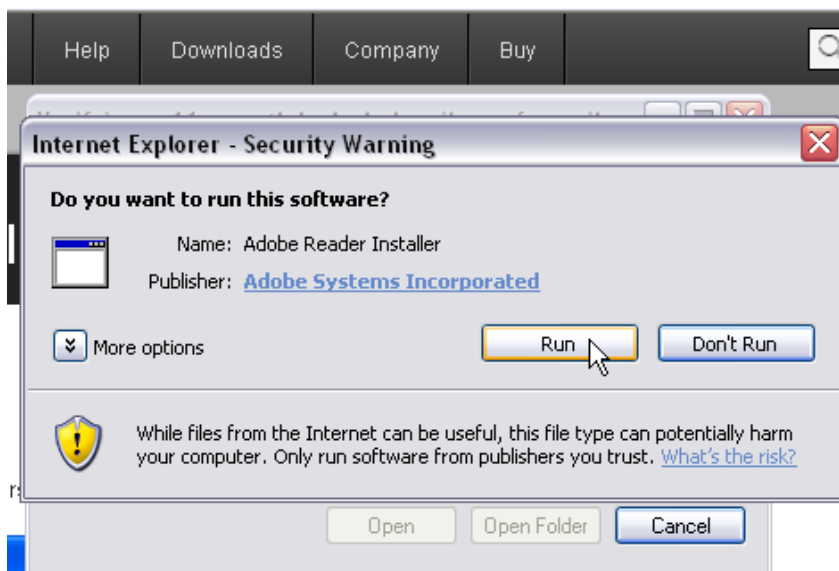 Help Downloads Company Buy
Internet Explorer - Security Warning
Do you want to run this software?
Name: Adobe Reader Installer
Publisher: Adobe Systems Incorporated
More options
Run Don't Run
While files from the Internet can be useful, this file type can potentially harm
your computer. Only run software from publishers you trust. What's the risk?
Open Open Folder Cancel